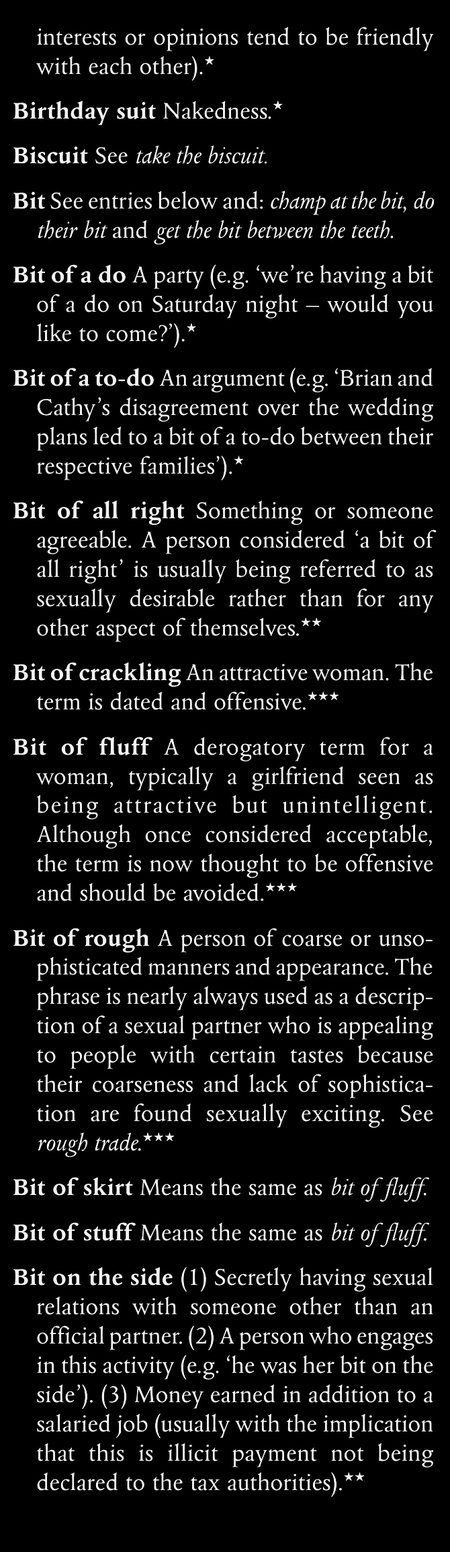 interests or opinions tend to be friendly
with each other).★
Birthday suit Nakedness.★
Biscuit See take the biscuit.
Bit See entries below and: champ at the bit, do
their bit and get the bit between the teeth.
Bit of a do A party (e.g. ‘we’re having a bit
of a do on Saturday night – would you
like to come?’).★
Bit of a to-do An argument (e.g. ‘Brian and
Cathy’s disagreement over the wedding
plans led to a bit of a to-do between their
respective families’).★
Bit of all right Something or someone
agreeable. A person considered ‘a bit of
all right’ is usually being referred to as
sexually desirable rather than for any
other aspect of themselves.★★
Bit of crackling An attractive woman. The
term is dated and offensive.★★★
Bit of fluff A derogatory term for a
woman, typically a girlfriend seen as
being attractive but unintelligent.
Although once considered acceptable,
the term is now thought to be offensive
and should be avoided.★★★
Bit of rough A person of coarse or unso-
phisticated manners and appearance. The
phrase is nearly always used as a descrip-
tion of a sexual partner who is appealing
to people with certain tastes because
their coarseness and lack of sophistica-
tion are found sexually exciting. See
rough trade.★★★
Bit of skirt Means the same as bit of fluff.
Bit of stuff Means the same as bit of fluff.
Bit on the side (1) Secretly having sexual
relations with someone other than an
official partner. (2) A person who engages
in this activity (e.g. ‘he was her bit on the
side’). (3) Money earned in addition to a
salaried job (usually with the implication
that this is illicit payment not being
declared to the tax authorities).★★